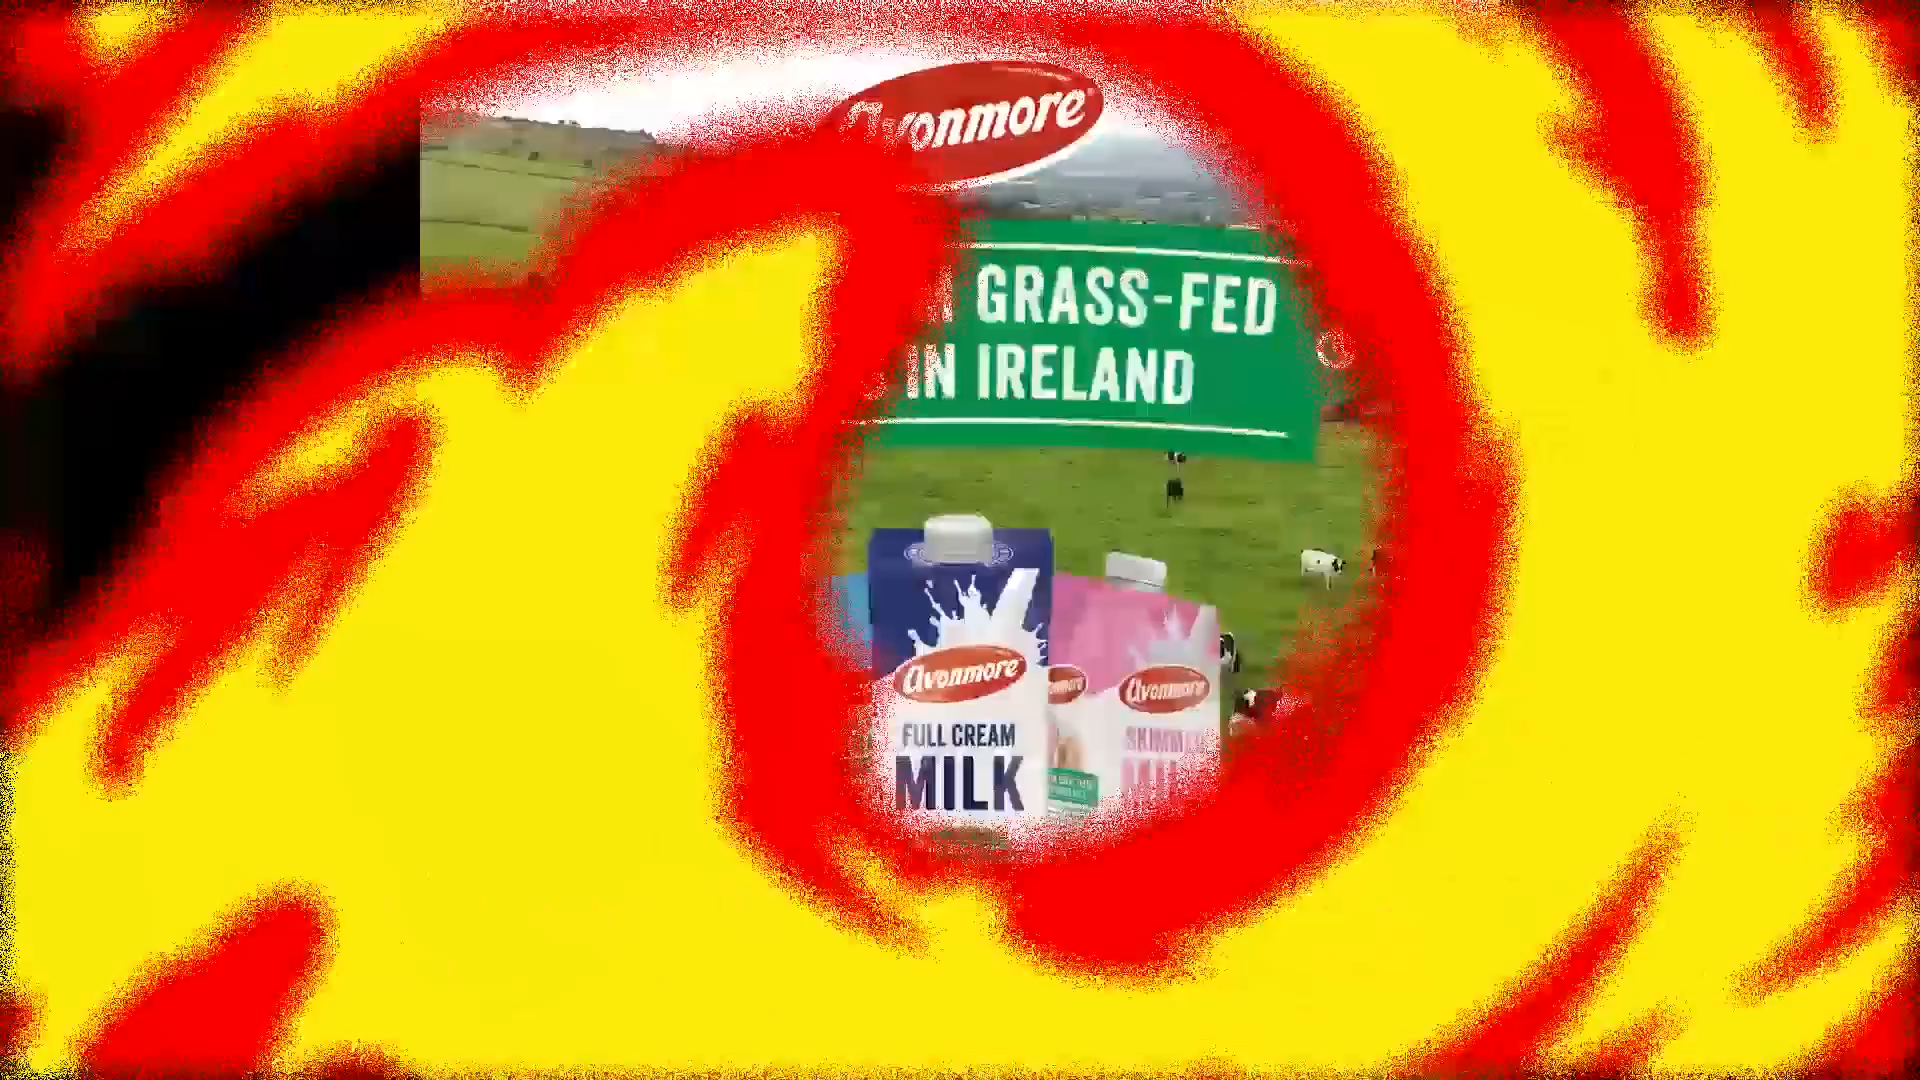 Avonmore
GRASS-FED
IN IRELAND
avonmore
FULL CREAM
MILK
avonmore